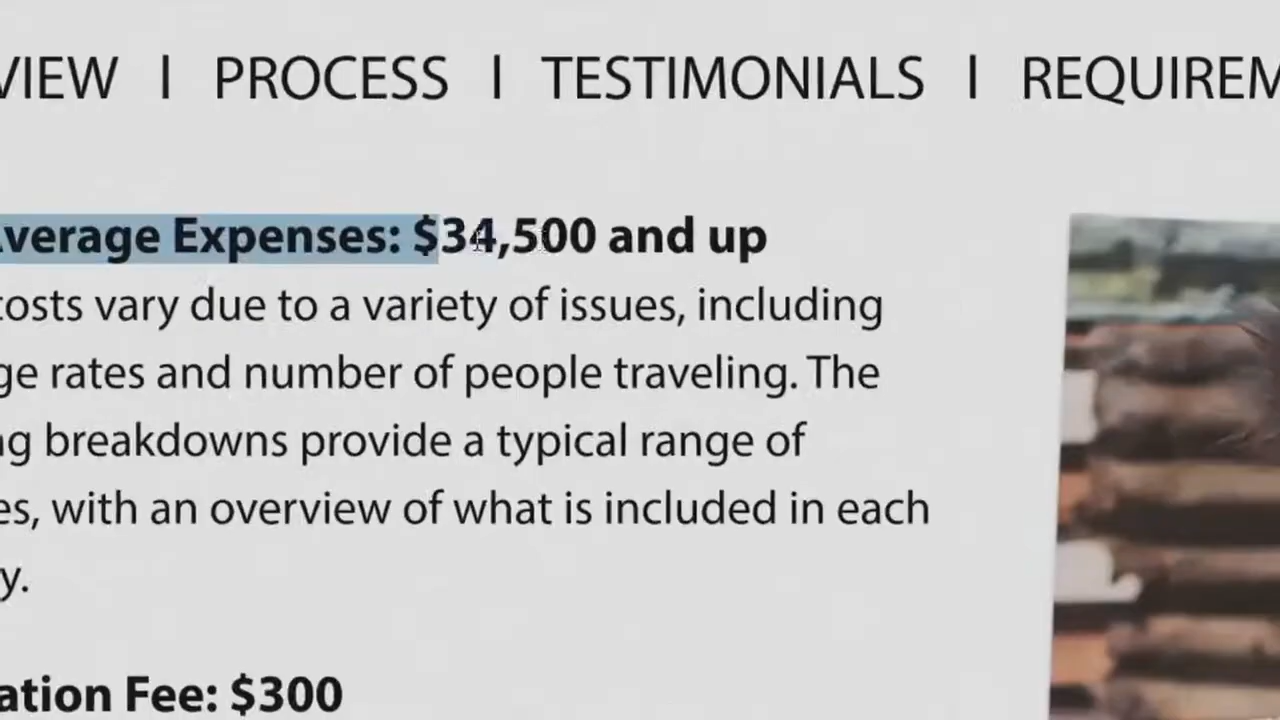 VIEW | PROCESS | TESTIMONIALS | REQUIREM
Average Expenses: $34,500 and up
costs vary due to a variety of issues, including
ge rates and number of people traveling. The
ng breakdowns provide a typical range of
es, with an overview of what is included in each
y.
ation Fee: $300